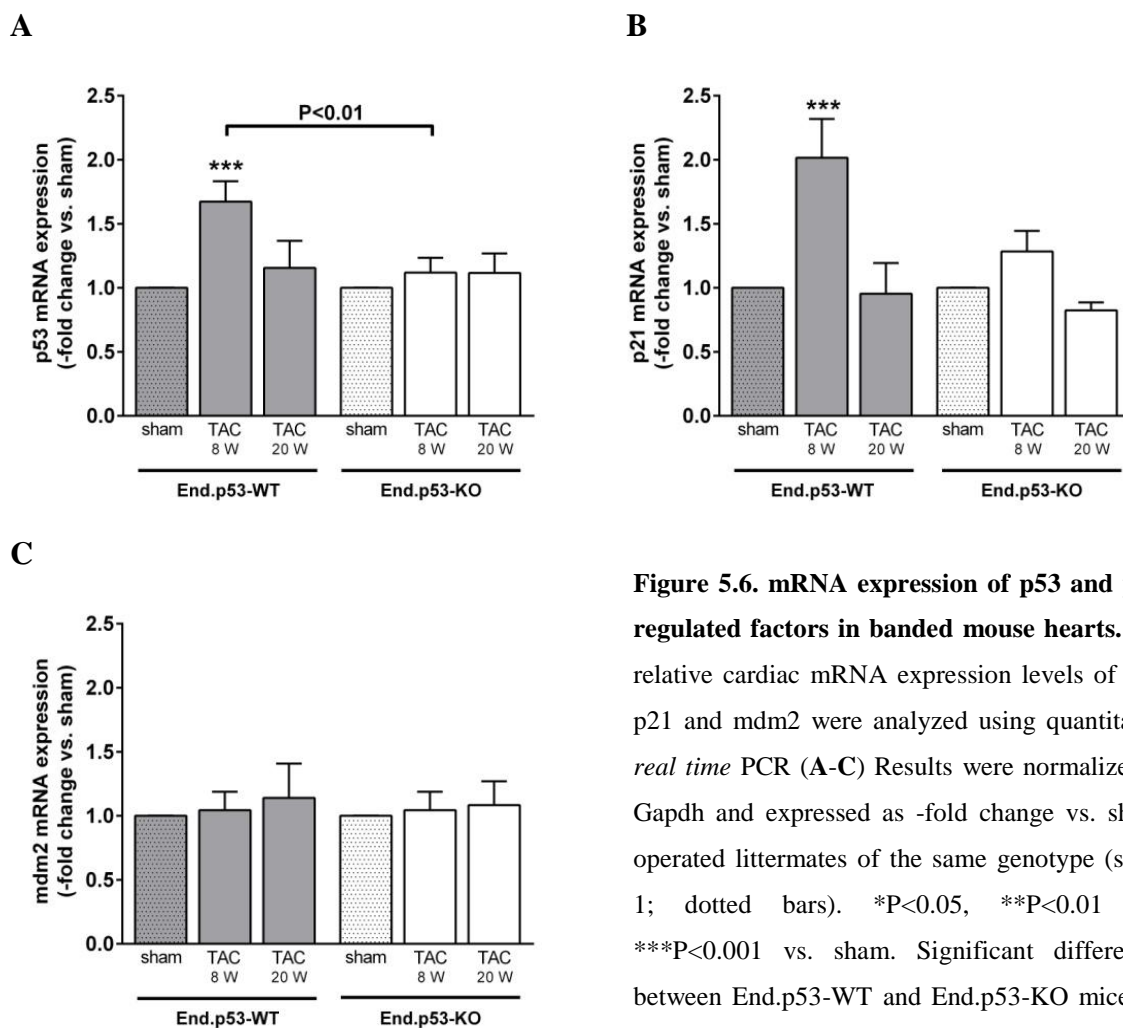 A
p53 mRNA expression
(-fold change vs. sham)
2.5
2.0
1.5
1.0
0.5
0.0
P<0.01
***
sham TAC TAC sham TAC TAC
8 W 20 W 8 W 20 W
End.p53-WT End.p53-KO
B
p21 mRNA expression
(-fold change vs. sham)
2.5
2.0
1.5
1.0
0.5
0.0
***
sham TAC TAC sham TAC TAC
8 W 20 W 8 W 20 W
End.p53-WT End.p53-KO
C
mdm2 mRNA expression
(-fold change vs. sham)
2.5
2.0
1.5
1.0
0.5
0.0
sham TAC TAC sham TAC TAC
8 W 20 W 8 W 20 W
End.p53-WT End.p53-KO
Figure 5.6. mRNA expression of p53 and
regulated factors in banded mouse hearts.
relative cardiac mRNA expression levels of
p21 and mdm2 were analyzed using quantita
real time PCR (A-C) Results were normalize
Gapdh and expressed as -fold change vs. sh
operated littermates of the same genotype (s
1; dotted bars). *P<0.05, **P<0.01
***P<0.001 vs. sham. Significant differe
between End.p53-WT and End.p53-KO mice